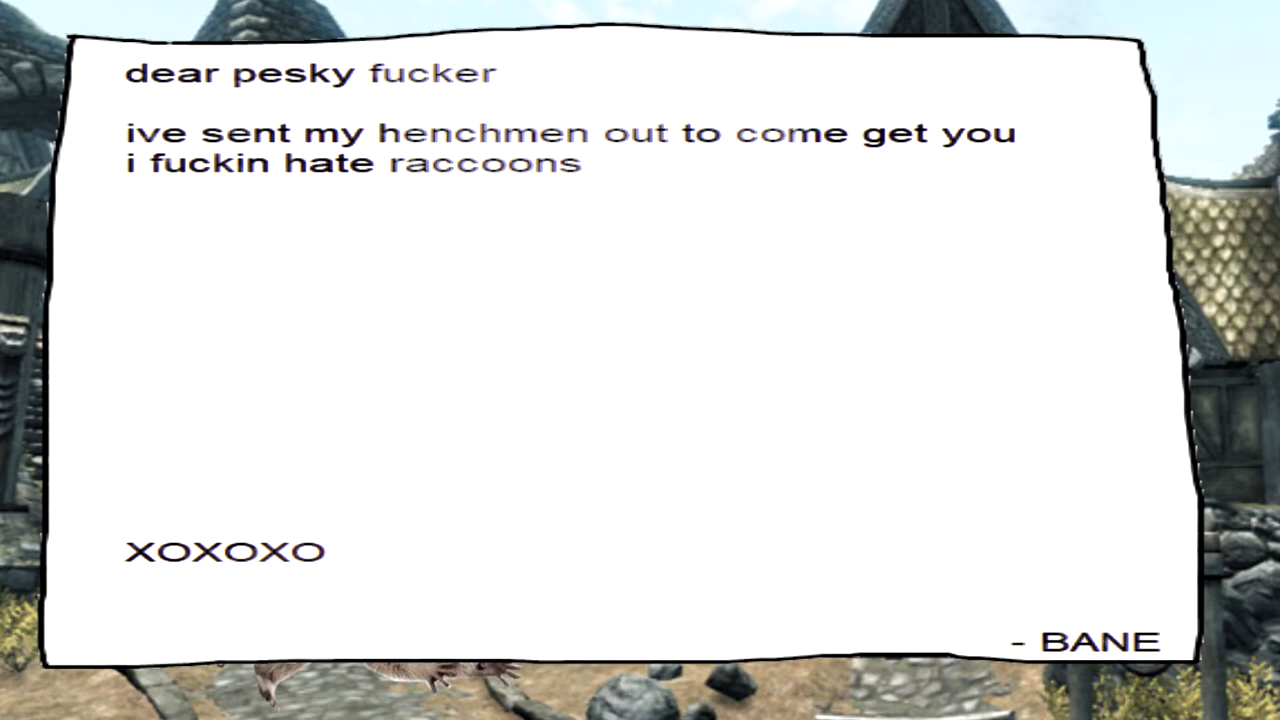 dear pesky fucker
ive sent my henchmen out to come get you
i fuckin hate raccoons
XOXOXO
- BANE